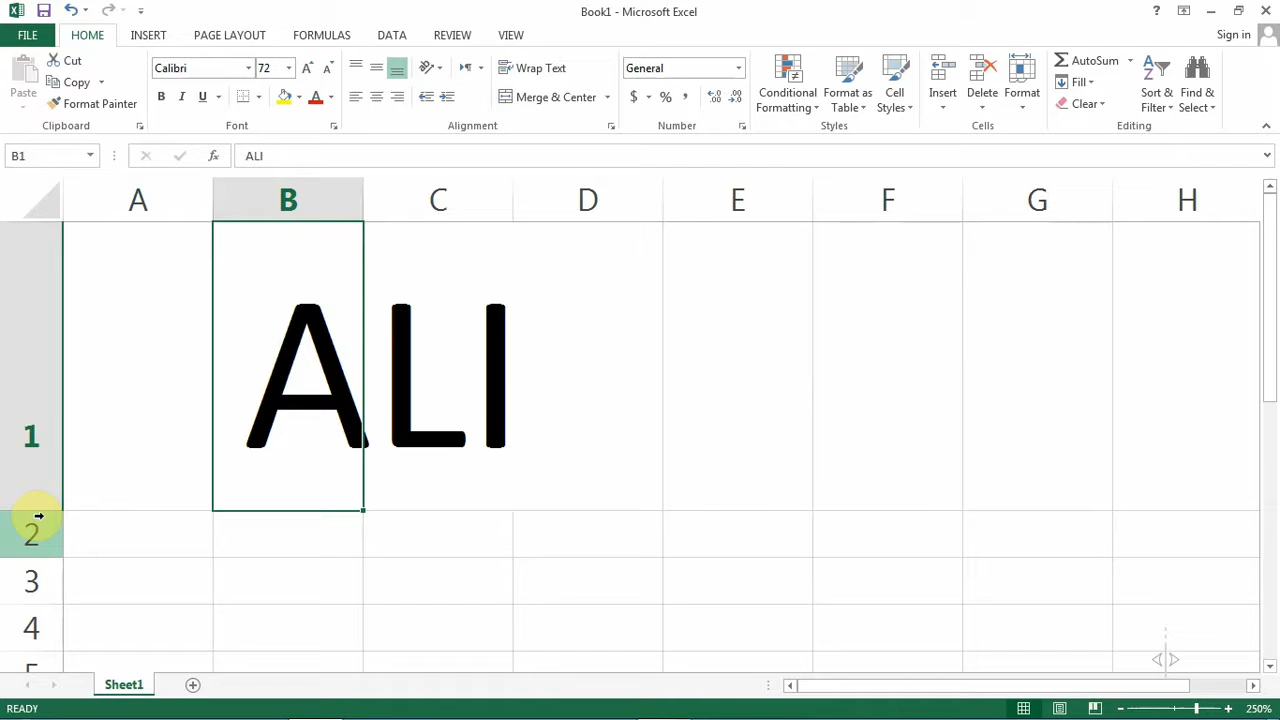 Book1 - Microsoft Excel
?
FILE HOME INSERT PAGE LAYOUT FORMULAS DATA REVIEW VIEW Sign in
Paste
Cut
Copy
Format Painter
Clipboard
Calibri 72
B I U
Font
Wrap Text
Merge & Center
Alignment
General
$ % ,
Number
Conditional Formatting
Format as Table
Cell Styles
Styles
Insert
Delete
Format
Cells
AutoSum
Fill
Clear
Sort & Filter
Find & Select
Editing
B1 fx ALI
A B C D E F G H
1 ALI
2
3
4
Sheet1
READY 250%